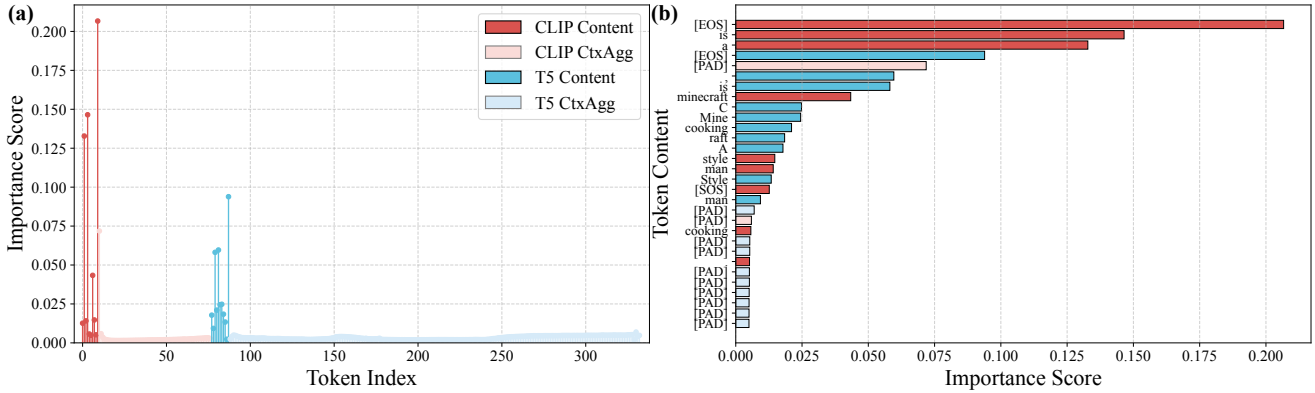 (a)
CLIP Content
CLIP CtxAgg
T5 Content
T5 CtxAgg
Importance Score
0.200
0.175
0.150
0.125
0.100
0.075
0.050
0.025
0.000
0
50
100
150
200
250
300
Token Index
(b)
Token Content
[EOS]
is
a
[EOS]
[PAD]
,
is
minecraft
C
Mine
cooking
raft
A
style
man
Style
[SOS]
man
[PAD]
[PAD]
cooking
[PAD]
[PAD]
[PAD]
[PAD]
[PAD]
[PAD]
[PAD]
[PAD]
0.000
0.025
0.050
0.075
0.100
0.125
0.150
0.175
0.200
Importance Score